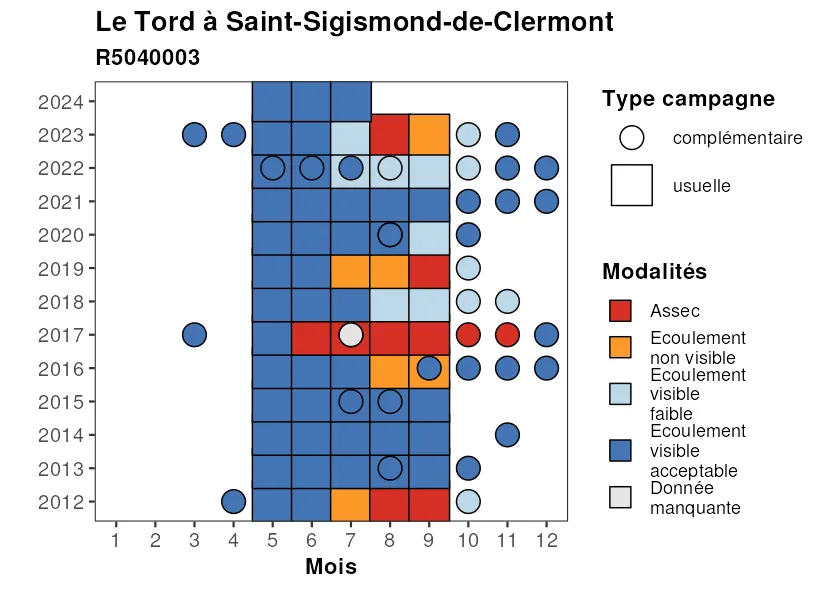 Le Tord à Saint-Sigismond-de-Clermont
R5040003
2024
2023
2022
2021
2020
2019
2018
2017
2016
2015
2014
2013
2012
1 2 3 4 5 6 7 8 9 10 11 12
Mois
Type campagne
complémentaire
usuelle
Modalités
Assec
Ecoulement
non visible
Ecoulement
visible
faible
Ecoulement
visible
acceptable
Donnée
manquante